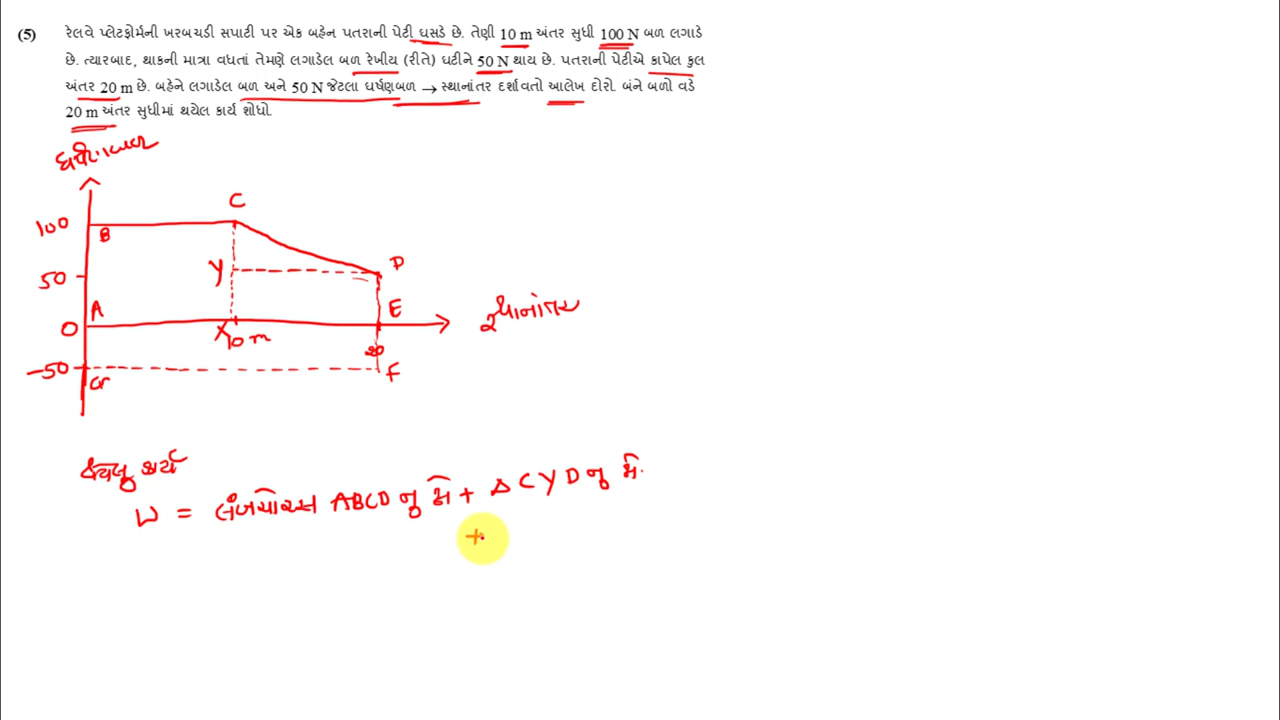 (5) રેલવે પ્લેટફોર્મની ખરબચડી સપાટી પર એક બહેન પતરાની પેટી ઘસડે છે. તેણી 10 m અંતર સુધી 100 N બળ લગાડે
છે. ત્યારબાદ, થાકની માત્રા વધતાં તેમણે લગાડેલ બળ રેખીય (રીતે) ઘટીને 50 N થાય છે. પતરાની પેટીએ કાપેલ કુલ
અંતર 20 m છે. બહેને લગાડેલ બળ અને 50 N જેટલા ઘર્ષણબળ → સ્થાનાંતર દર્શાવતો આલેખ દોરો. બંને બળો વડે
20 m અંતર સુધીમાં થયેલ કાર્ય શોધો.
C
100
B
Y
D
50
A
E
0
X
10 m
સ્થાનાંતર
20
-50
G
F
થયેલુ કાર્ય
W = લંબચોરસ ABCD નુ ક્ષે + Δ CYD નુ ક્ષે.
+